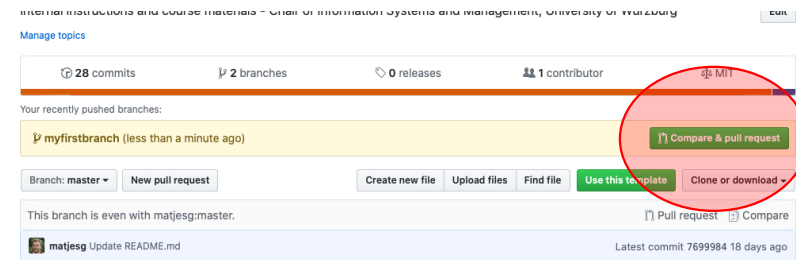 Internal instructions and course materials - Chair of Information Systems and Management, University of Würzburg Edit
Manage topics
28 commits 2 branches 0 releases 1 contributor MIT
Your recently pushed branches:
myfirstbranch (less than a minute ago) Compare & pull request
Branch: master New pull request Create new file Upload files Find file Use this template Clone or download
This branch is even with matjesg:master. Pull request Compare
matjesg Update README.md Latest commit 7699984 18 days ago